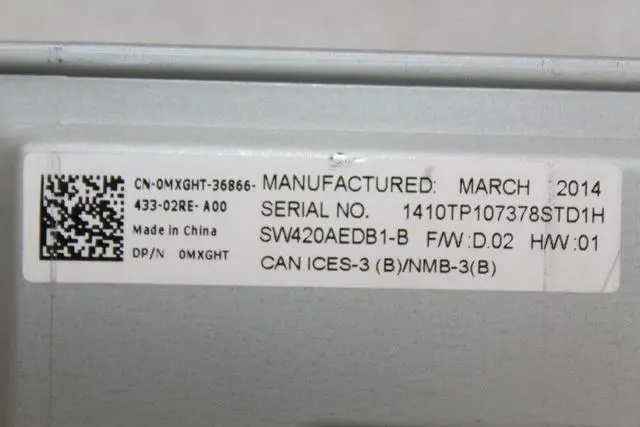 CN-0MXGHT-36866-
433-02RE- A00
Made in China
DP/N 0MXGHT
MANUFACTURED: MARCH 2014
SERIAL NO. 1410TP107378STD1H
SW420AEDB1-B F/W :D.02 H/W :01
CAN ICES-3 (B)/NMB-3(B)